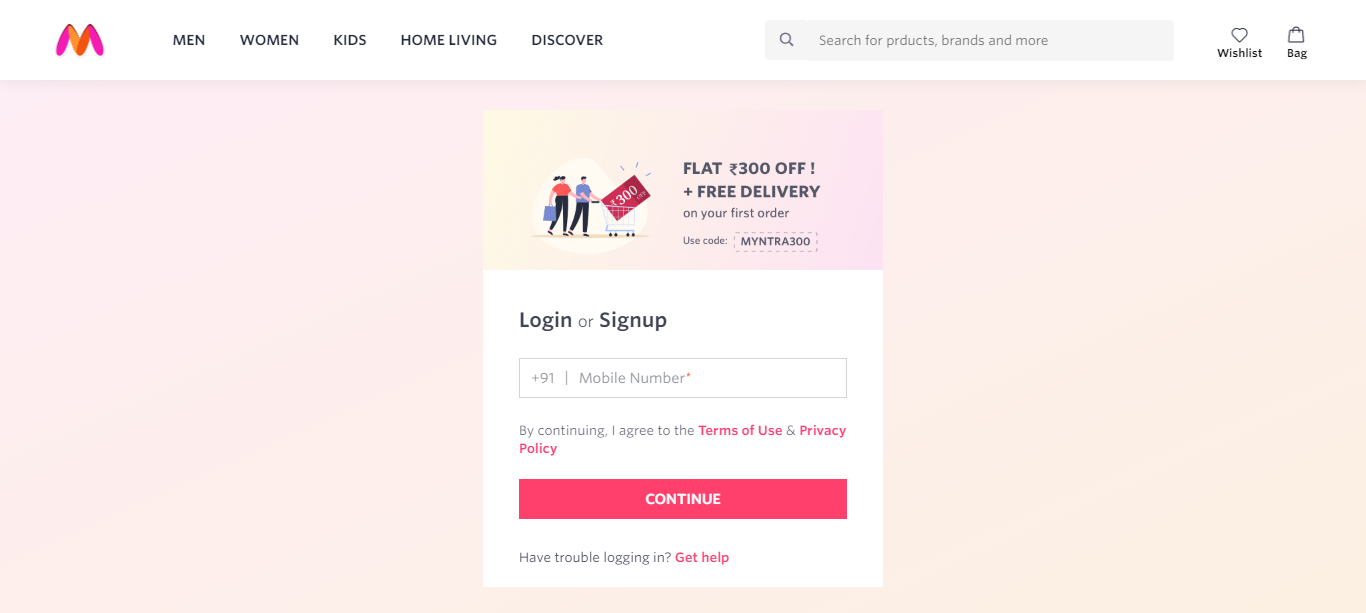 MEN WOMEN KIDS HOME LIVING DISCOVER Search for prducts, brands and more Wishlist Bag
FLAT ₹300 OFF !
+ FREE DELIVERY
on your first order
Use code: MYNTRA300
₹300
Login or Signup
+91 | Mobile Number*
By continuing, I agree to the Terms of Use & Privacy
Policy
CONTINUE
Have trouble logging in? Get help